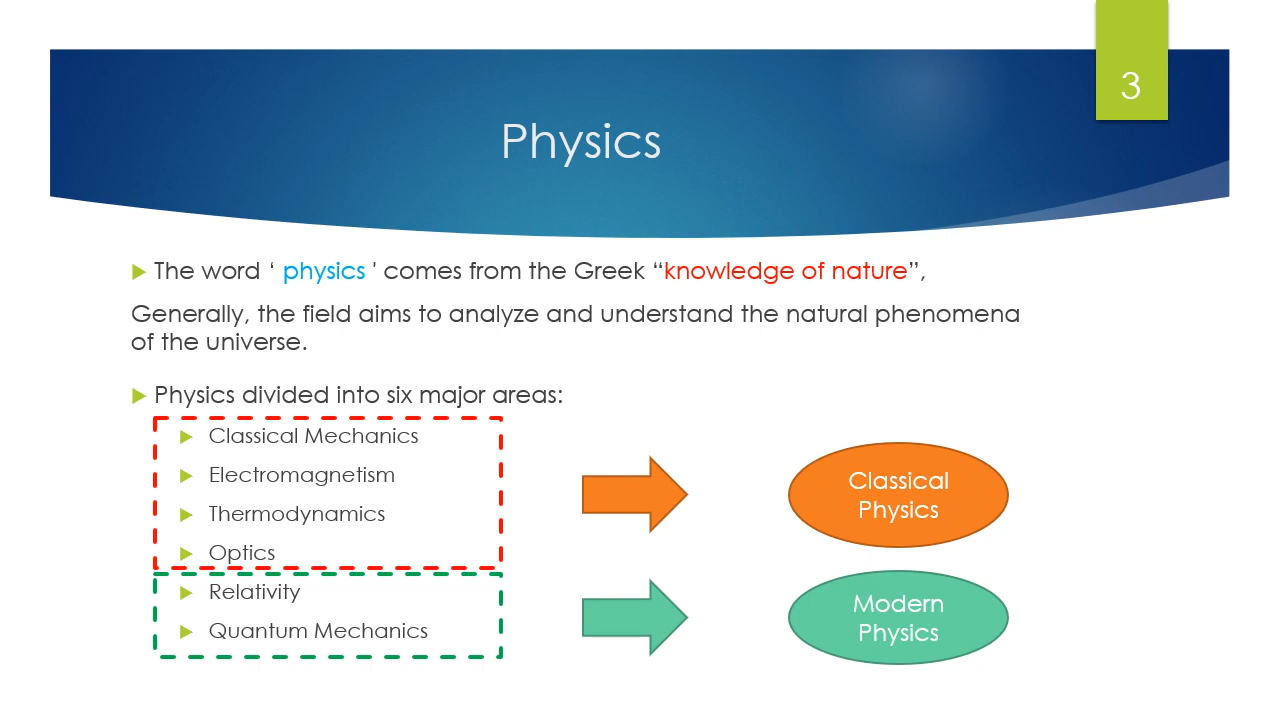 3
Physics
The word ‘ physics ' comes from the Greek “knowledge of nature”,
Generally, the field aims to analyze and understand the natural phenomena
of the universe.
Physics divided into six major areas:
Classical Mechanics
Electromagnetism
Thermodynamics
Optics
Relativity
Quantum Mechanics
Classical
Physics
Modern
Physics